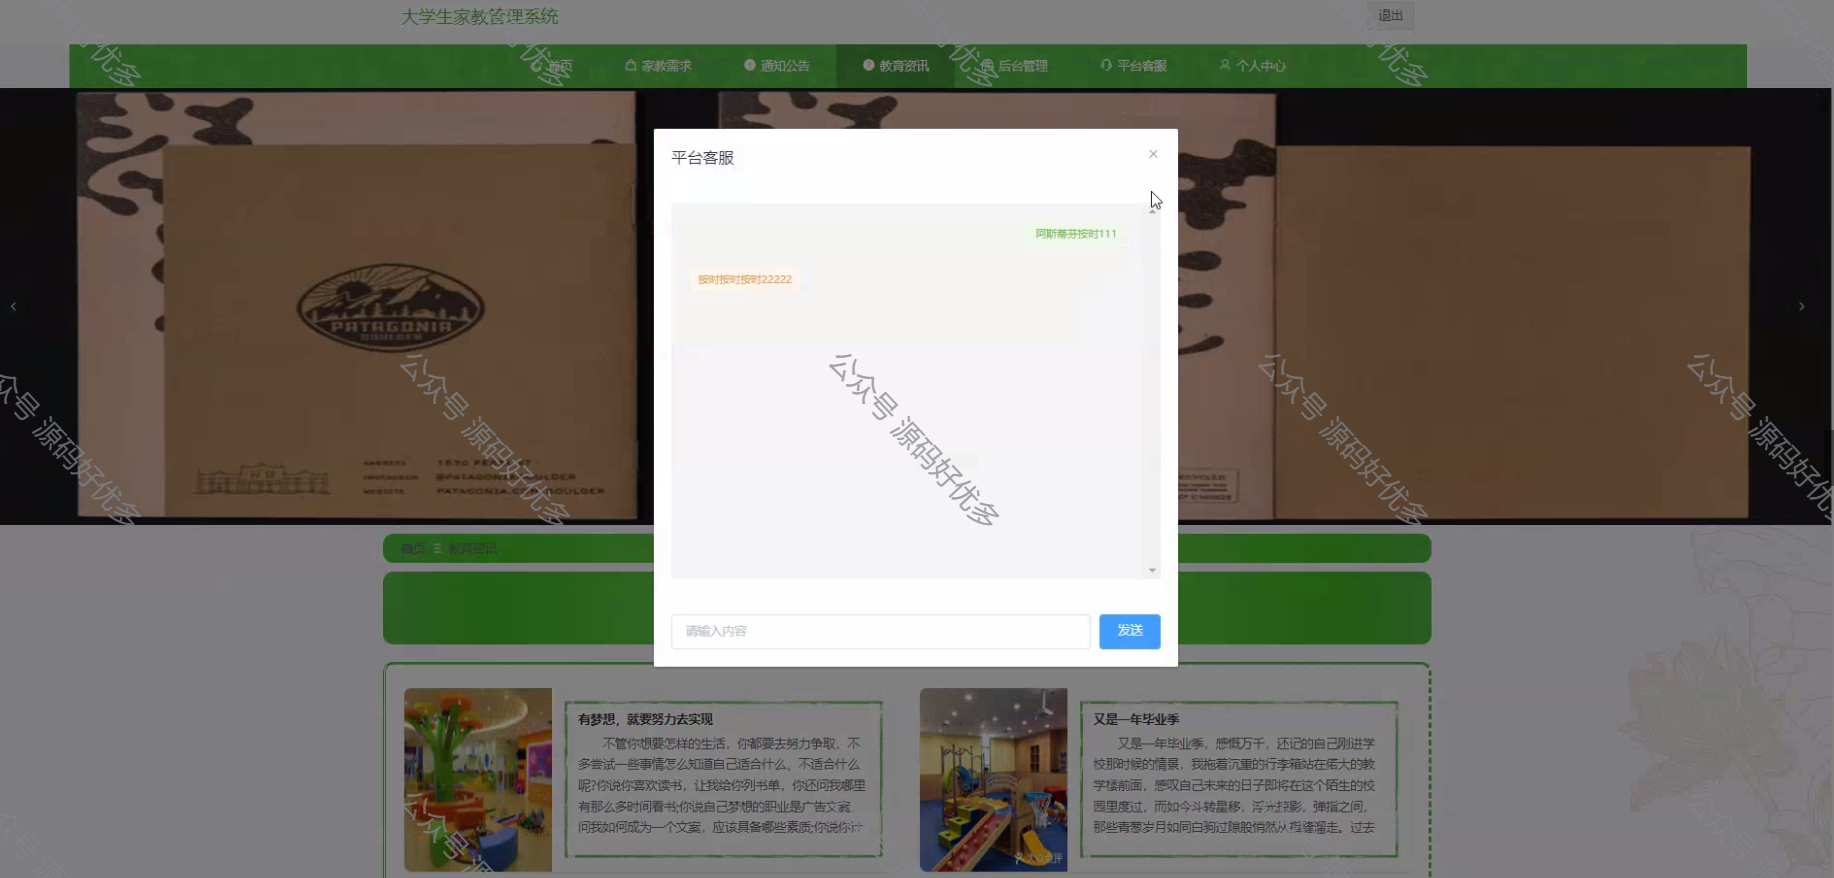 大学生家教管理系统
退出
首页
家教需求
通知公告
教育资讯
后台管理
平台客服
个人中心
平台客服
阿斯蒂芬按时111
按时按时按时22222
PATAGONIA
BOULDER
ADDRESS
INSTAGRAM @PATAGONIABOULDER
WEBSITE
首页
教育资讯
请输入内容
发送
有梦想，就要努力去实现
不管你想要怎样的生活，你都要去努力争取，不
多尝试一些事情怎么知道自己适合什么、不适合什么
呢?你说你喜欢读书，让我给你列书单，你还问我哪里
有那么多时间看书;你说自己梦想的职业是广告文案，
问我如何成为一个文案，应该具备哪些素质;你说你计
又是一年毕业季
又是一年毕业季，感慨万千，还记的自己刚进学
校那时候的情景，我拖着沉重的行李箱站在偌大的教
学楼前面，感叹自己未来的日子即将在这个陌生的校
园里度过，而如今斗转星移，浮光掠影，弹指之间，
那些青葱岁月如同白驹过隙般悄然从指缝溜走。过去
大众点评
公众号 源码好优多
公众号 源码好优多
公众号 源码好优多
公众号 源码好优多
公众号 源码好优多